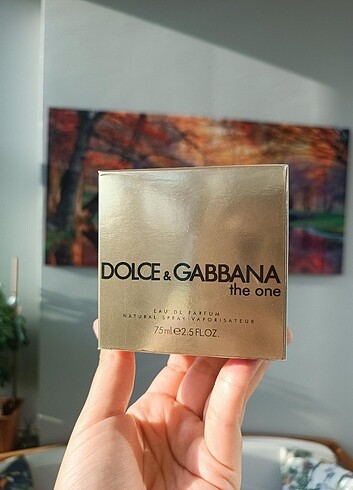 DOLCE & GABBANA
the one
EAU DE PARFUM
NATURAL SPRAY-VAPORISATEUR
75ml℮2.5 FL.OZ.